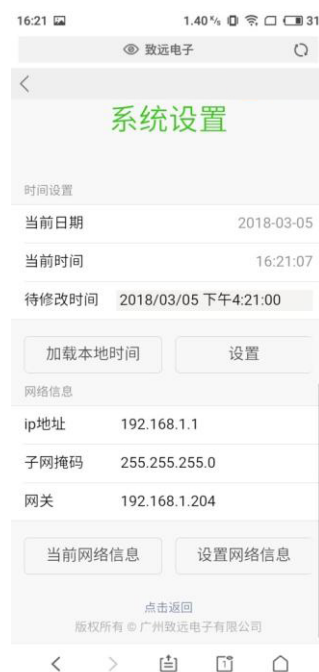 16:21 1.40 K/s 31
致远电子
系统设置
时间设置
当前日期 2018-03-05
当前时间 16:21:07
待修改时间 2018/03/05 下午4:21:00
加载本地时间 设置
网络信息
ip地址 192.168.1.1
子网掩码 255.255.255.0
网关 192.168.1.204
当前网络信息 设置网络信息
点击返回
版权所有 © 广州致远电子有限公司
1